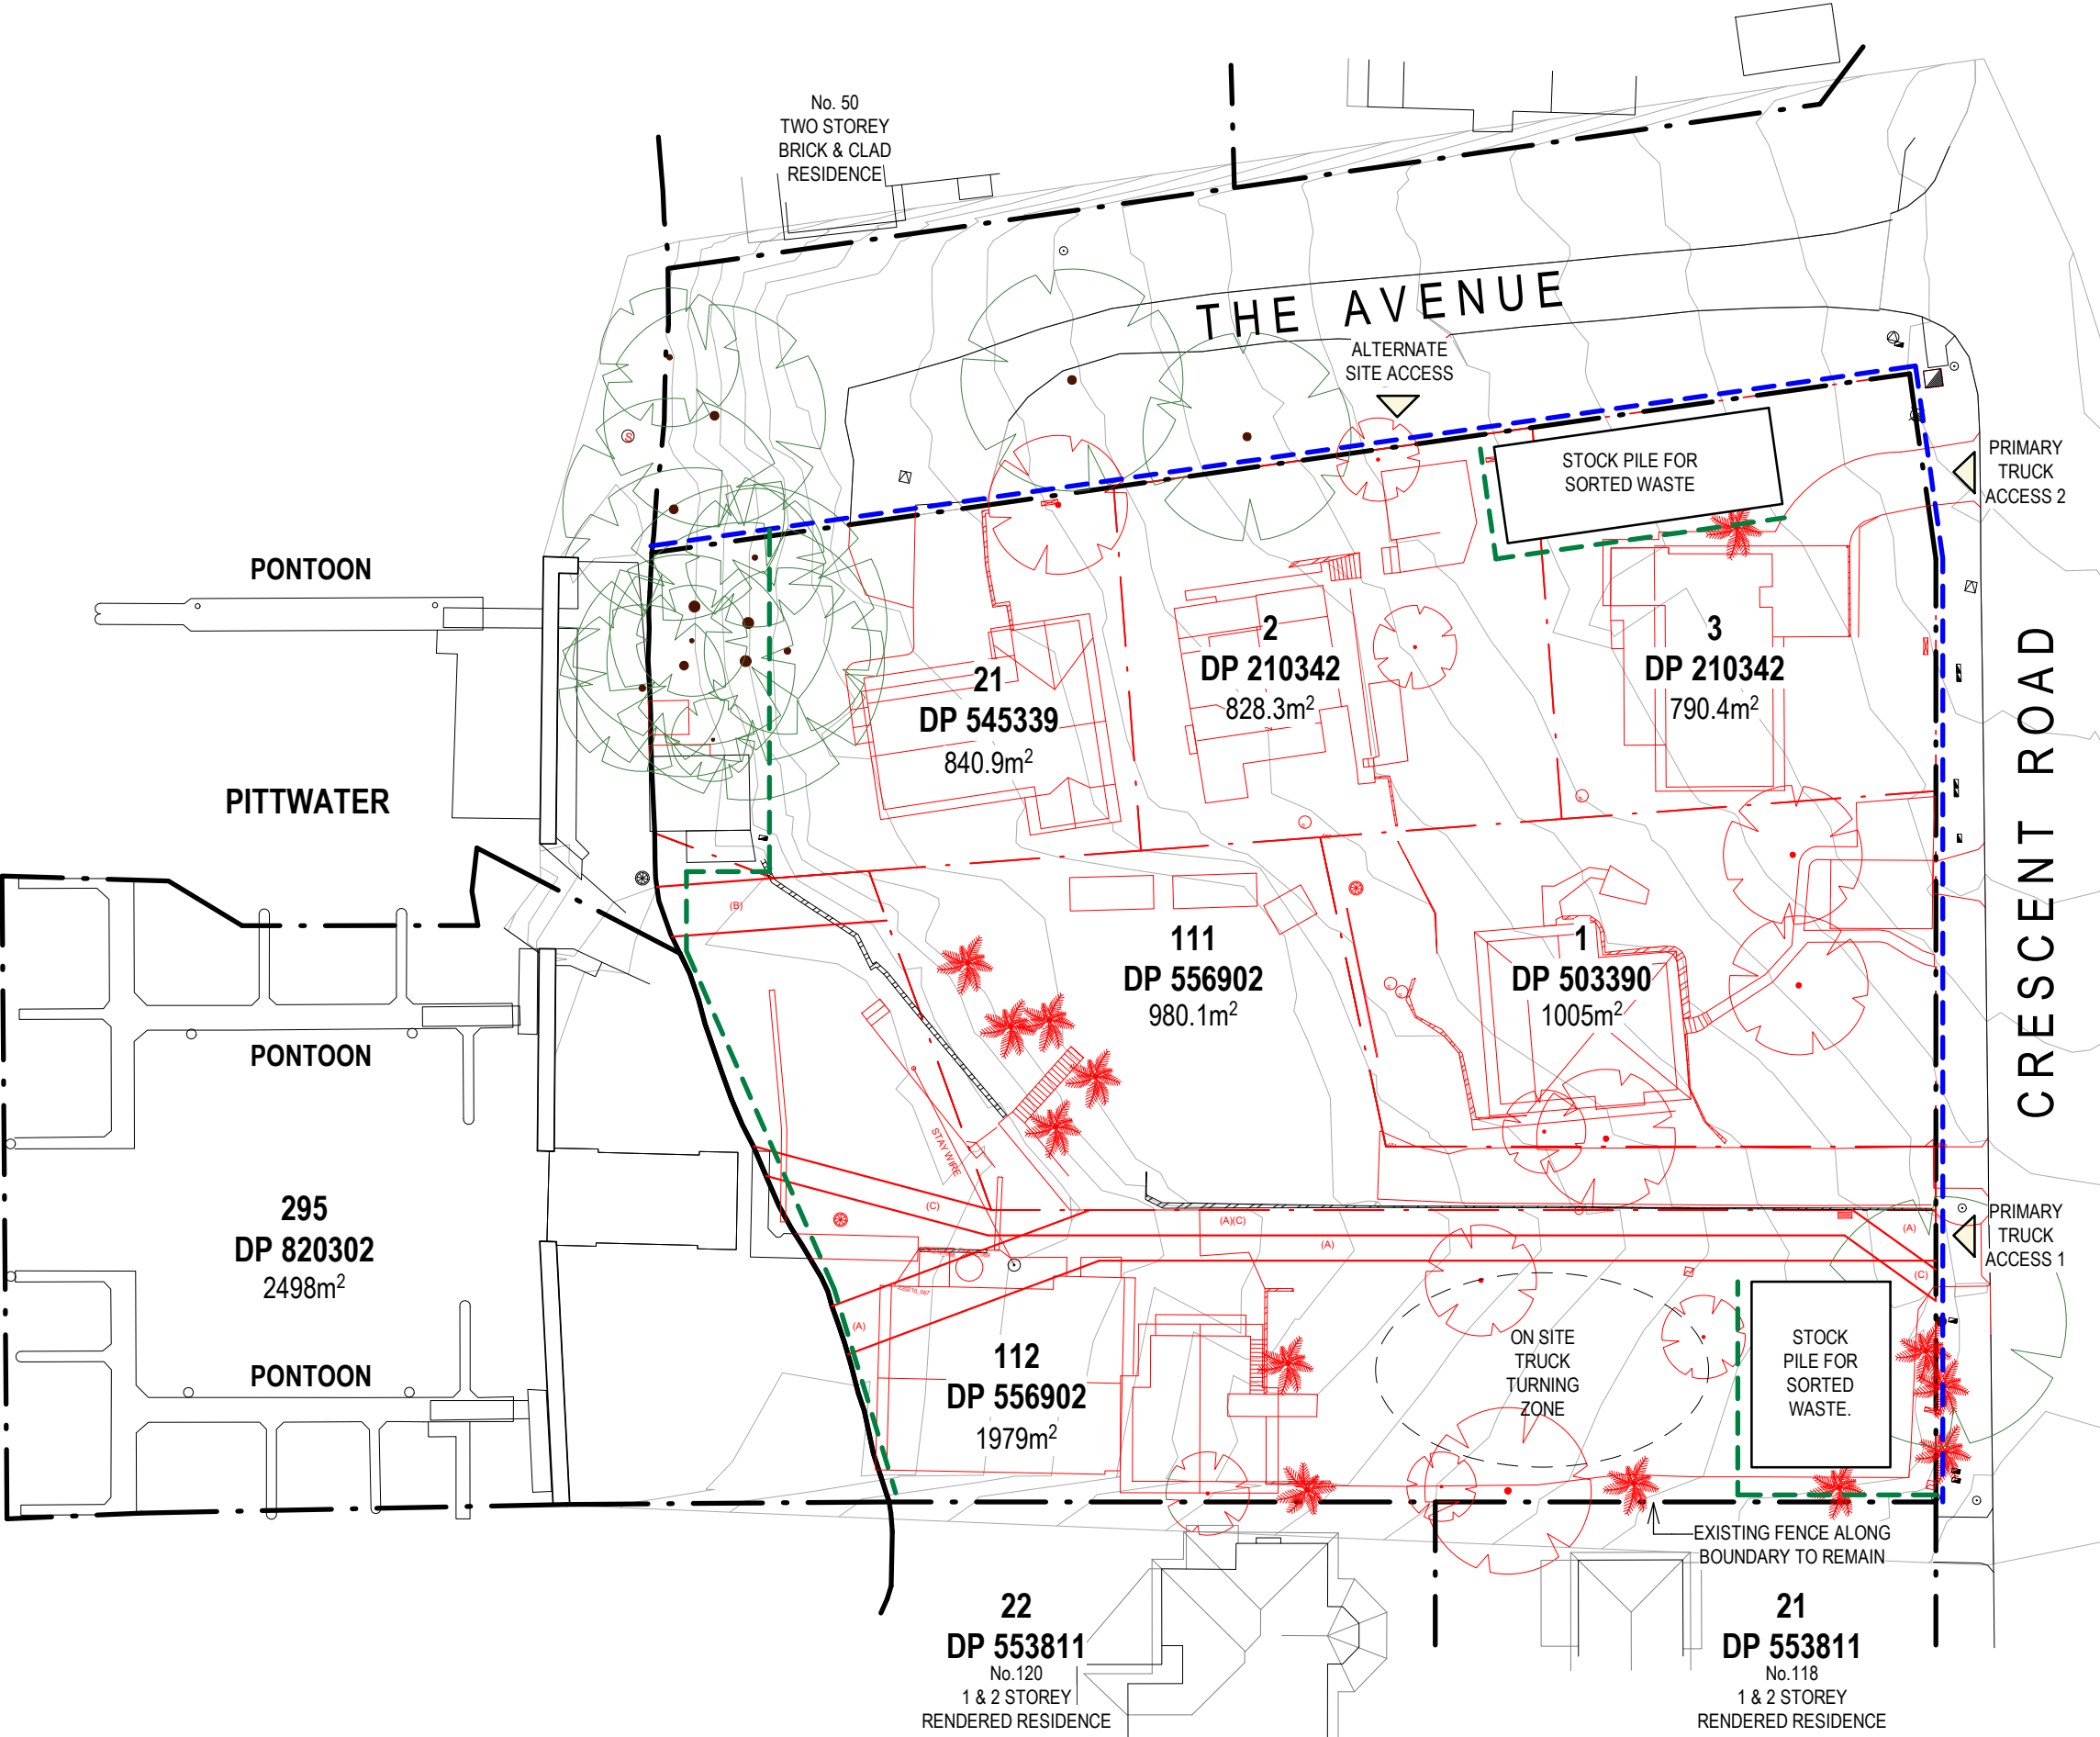 No. 50
TWO STOREY
BRICK & CLAD
RESIDENCE
THE AVENUE
ALTERNATE
SITE ACCESS
STOCK PILE FOR
SORTED WASTE
PRIMARY
TRUCK
ACCESS 2
S
PONTOON
PITTWATER
21
DP 545339
840.9m²
2
DP 210342
828.3m²
3
DP 210342
790.4m²
CRESCENT ROAD
(B)
111
DP 556902
980.1m²
1
DP 503390
1005m²
PONTOON
STAY WIRE
295
DP 820302
2498m²
(C)
(A)(C)
(A)
(A)
(C)
PRIMARY
TRUCK
ACCESS 1
(A)
PONTOON
112
DP 556902
1979m²
ON SITE
TRUCK
TURNING
ZONE
STOCK
PILE FOR
SORTED
WASTE.
EXISTING FENCE ALONG
BOUNDARY TO REMAIN
22
DP 553811
No.120
1 & 2 STOREY
RENDERED RESIDENCE
21
DP 553811
No.118
1 & 2 STOREY
RENDERED RESIDENCE